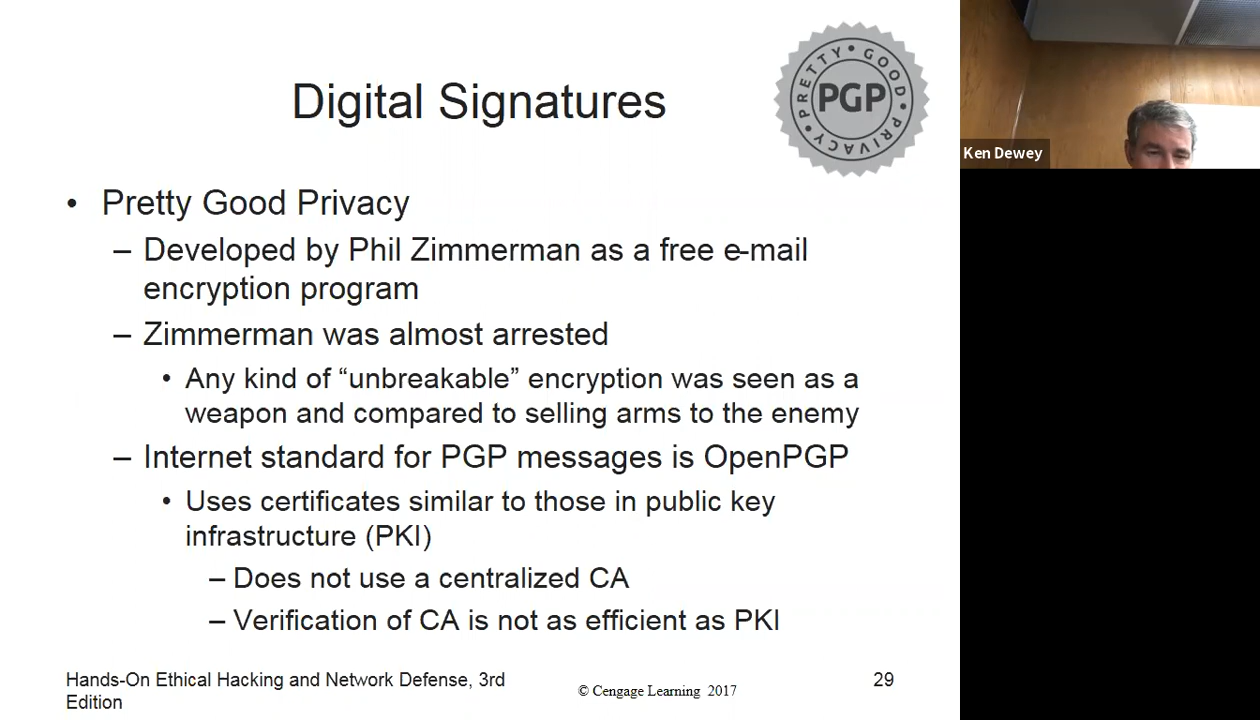 Digital Signatures
PRETTY • GOOD • PRIVACY •
PGP
Ken Dewey
• Pretty Good Privacy
– Developed by Phil Zimmerman as a free e-mail
encryption program
– Zimmerman was almost arrested
• Any kind of “unbreakable” encryption was seen as a
weapon and compared to selling arms to the enemy
– Internet standard for PGP messages is OpenPGP
• Uses certificates similar to those in public key
infrastructure (PKI)
– Does not use a centralized CA
– Verification of CA is not as efficient as PKI
Hands-On Ethical Hacking and Network Defense, 3rd
Edition
© Cengage Learning 2017
29